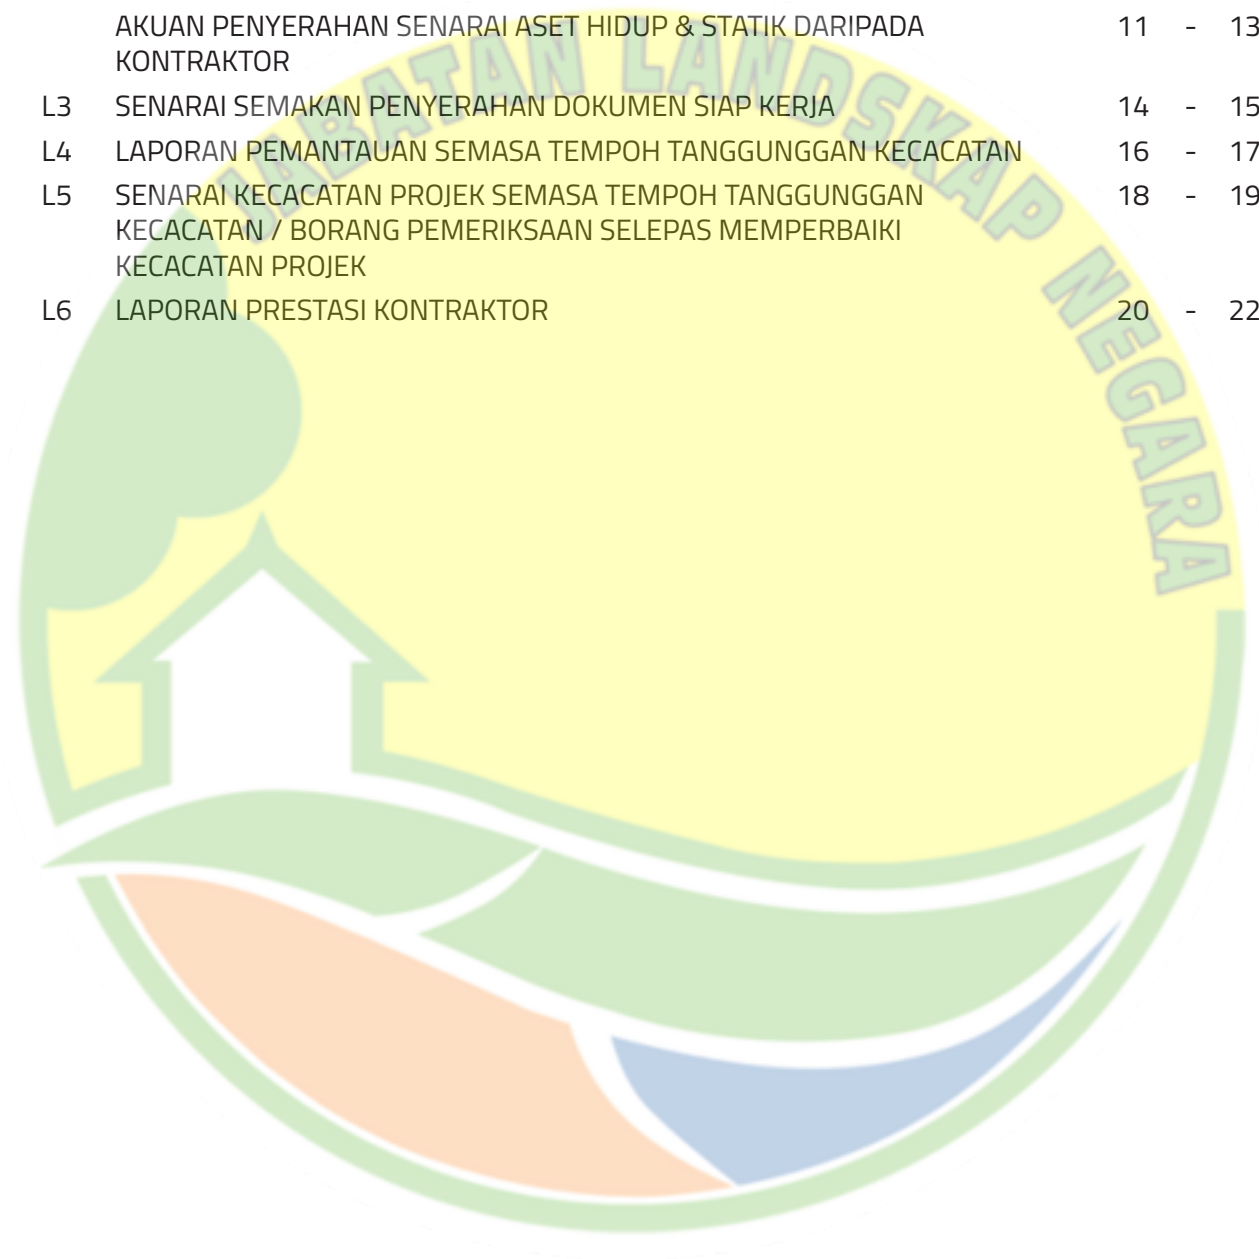 AKUAN PENYERAHAN SENARAI ASET HIDUP & STATIK DARIPADA 11 - 13
KONTRAKTOR
L3 SENARAI SEMAKAN PENYERAHAN DOKUMEN SIAP KERJA 14 - 15
L4 LAPORAN PEMANTAUAN SEMASA TEMPOH TANGGUNGGAN KECACATAN 16 - 17
L5 SENARAI KECACATAN PROJEK SEMASA TEMPOH TANGGUNGGAN 18 - 19
KECACATAN / BORANG PEMERIKSAAN SELEPAS MEMPERBAIKI
KECACATAN PROJEK
L6 LAPORAN PRESTASI KONTRAKTOR 20 - 22
JABATAN LANDSKAP NEGARA